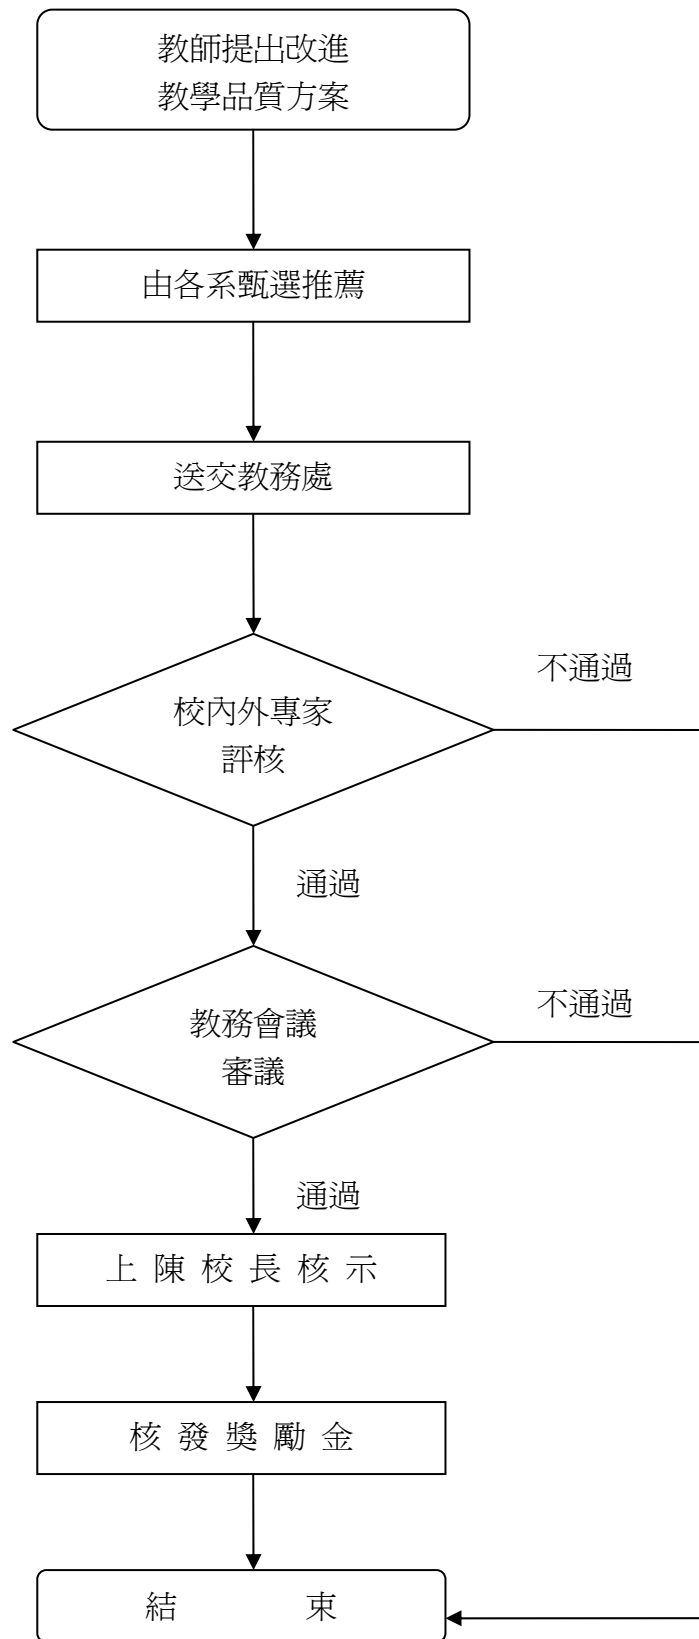 教師提出改進
教學品質方案
由各系甄選推薦
送交教務處
不通過
校內外專家
評核
通過
不通過
教務會議
審議
通過
上 陳 校 長 核 示
核 發 獎 勵 金
結 束